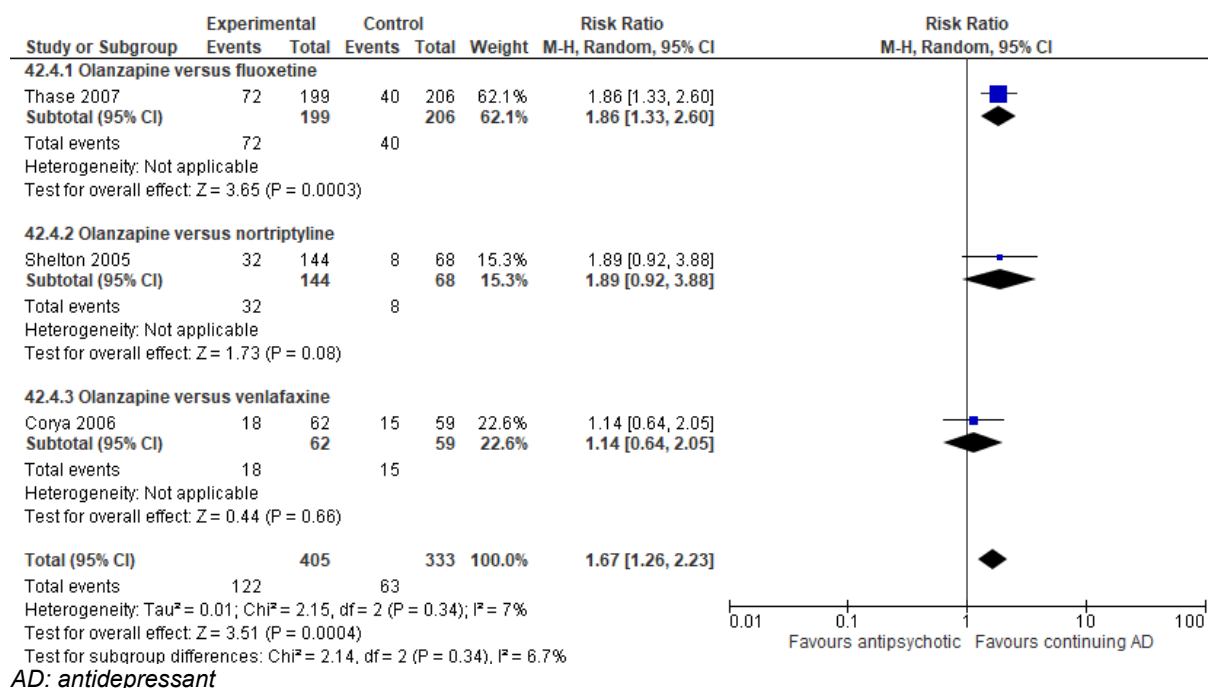 Experimental Control Risk Ratio Risk Ratio
Study or Subgroup Events Total Events Total Weight M-H, Random, 95% CI M-H, Random, 95% CI
42.4.1 Olanzapine versus fluoxetine
Thase 2007 72 199 40 206 62.1% 1.86 [1.33, 2.60]
Subtotal (95% CI) 199 206 62.1% 1.86 [1.33, 2.60]
Total events 72 40
Heterogeneity: Not applicable
Test for overall effect: Z = 3.65 (P = 0.0003)
42.4.2 Olanzapine versus nortriptyline
Shelton 2005 32 144 8 68 15.3% 1.89 [0.92, 3.88]
Subtotal (95% CI) 144 68 15.3% 1.89 [0.92, 3.88]
Total events 32 8
Heterogeneity: Not applicable
Test for overall effect: Z = 1.73 (P = 0.08)
42.4.3 Olanzapine versus venlafaxine
Corya 2006 18 62 15 59 22.6% 1.14 [0.64, 2.05]
Subtotal (95% CI) 62 59 22.6% 1.14 [0.64, 2.05]
Total events 18 15
Heterogeneity: Not applicable
Test for overall effect: Z = 0.44 (P = 0.66)
Total (95% CI) 405 333 100.0% 1.67 [1.26, 2.23]
Total events 122 63
Heterogeneity: Tau² = 0.01; Chi² = 2.15, df = 2 (P = 0.34); I² = 7%
Test for overall effect: Z = 3.51 (P = 0.0004)
Test for subgroup differences: Chi² = 2.14, df = 2 (P = 0.34), I² = 6.7%
0.01 0.1 1 10 100
Favours antipsychotic Favours continuing AD
AD: antidepressant